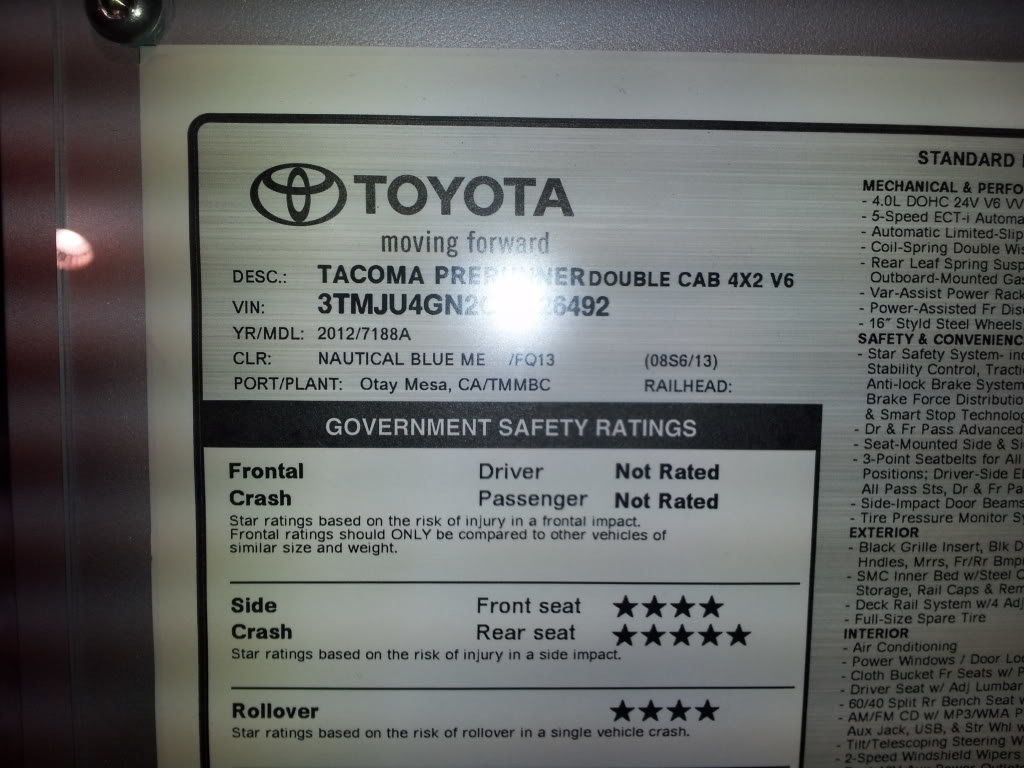 TOYOTA
moving forward
DESC.: TACOMA PRERUNNER DOUBLE CAB 4X2 V6
VIN: 3TMJU4GN2 26492
YR/MDL: 2012/7188A
CLR: NAUTICAL BLUE ME /FQ13 (08S6/13)
PORT/PLANT: Otay Mesa, CA/TMMBC RAILHEAD:
GOVERNMENT SAFETY RATINGS
Frontal Driver Not Rated
Crash Passenger Not Rated
Star ratings based on the risk of injury in a frontal impact.
Frontal ratings should ONLY be compared to other vehicles of
similar size and weight.
Side Front seat ★★★★
Crash Rear seat ★★★★★
Star ratings based on the risk of injury in a side impact.
Rollover ★★★★
Star ratings based on the risk of rollover in a single vehicle crash.
STANDARD
MECHANICAL & PERFO
- 4.0L DOHC 24V V6 VV
- 5-Speed ECT-i Automa
- Automatic Limited-Slip
- Coil-Spring Double Wi
- Rear Leaf Spring Susp
Outboard-Mounted Ga
- Var-Assist Power Rack
- Power-Assisted Fr Dis
- 16" Styld Steel Wheels
SAFETY & CONVENIENC
- Star Safety System- in
Stability Control, Tracti
Anti-lock Brake System
Brake Force Distributio
& Smart Stop Technolo
- Dr & Fr Pass Advanced
- Seat-Mounted Side & Si
- 3-Point Seatbelts for All
Positions; Driver-Side E
All Pass Sts, Dr & Fr Pa
- Side-Impact Door Beams
- Tire Pressure Monitor S
EXTERIOR
- Black Grille Insert, Blk D
Hndles, Mrrs, Fr/Rr Bmp
- SMC Inner Bed w/Steel C
Storage, Rail Caps & Rem
- Deck Rail System w/4 Adj
- Full-Size Spare Tire
INTERIOR
- Air Conditioning
- Power Windows / Door Lo
- Cloth Bucket Fr Seats w/
- Driver Seat w/ Adj Lumbar
- 60/40 Split Rr Bench Seat
- AM/FM CD w/ MP3/WMA P
Aux Jack, USB, & Str Whl
- Tilt/Telescoping Steering W
- 2-Speed Windshield Wipers